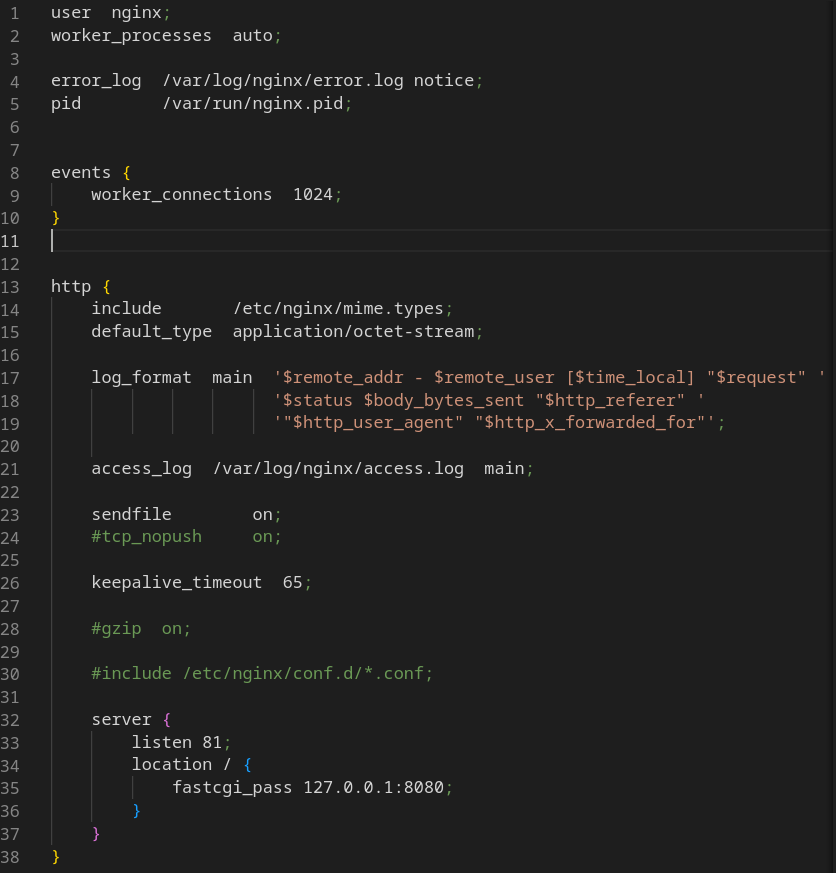 1 user  nginx;
2 worker_processes  auto;
3
4 error_log  /var/log/nginx/error.log notice;
5 pid        /var/run/nginx.pid;
6
7
8 events {
9     worker_connections  1024;
10 }
11
12
13 http {
14     include       /etc/nginx/mime.types;
15     default_type  application/octet-stream;
16
17     log_format  main  '$remote_addr - $remote_user [$time_local] "$request" '
18                       '$status $body_bytes_sent "$http_referer" '
19                       '"$http_user_agent" "$http_x_forwarded_for"';
20
21     access_log  /var/log/nginx/access.log  main;
22
23     sendfile        on;
24     #tcp_nopush     on;
25
26     keepalive_timeout  65;
27
28     #gzip  on;
29
30     #include /etc/nginx/conf.d/*.conf;
31
32     server {
33         listen 81;
34         location / {
35             fastcgi_pass 127.0.0.1:8080;
36         }
37     }
38 }